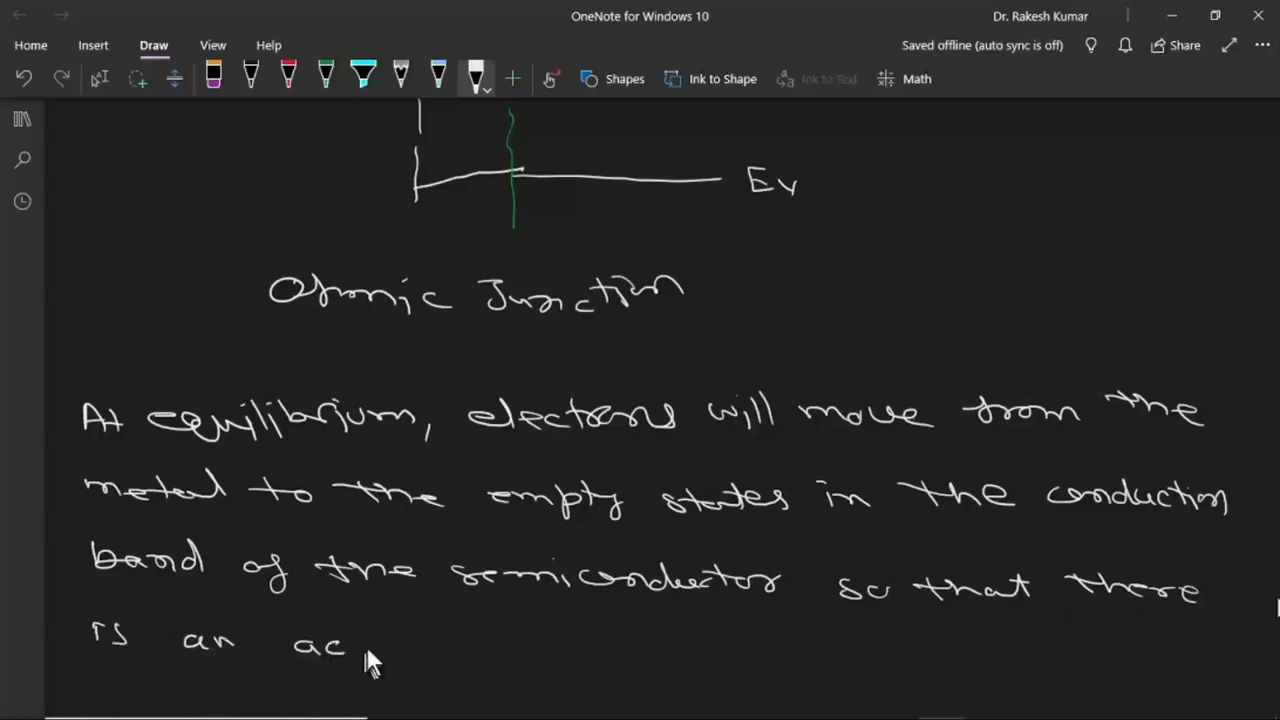 OneNote for Windows 10
Dr. Rakesh Kumar
Home Insert Draw View Help
Saved offline (auto sync is off)
Share
Shapes
Ink to Shape
Ink to Text
Math
Ev
Ohmic Junction
At equilibrium, electrons will move from the
metal to the empty states in the conduction
band of the semiconductor so that there
is an ac